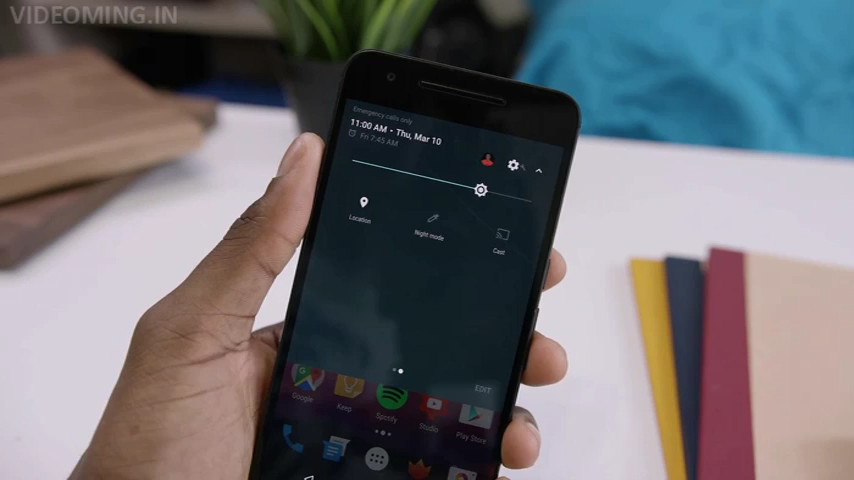 VIDEOMING.IN
Emergency calls only
11:00 AM • Thu, Mar 10
Fri 7:45 AM
Location
Night mode
Cast
EDIT
Google
Keep
Spotify
Studio
Play Store